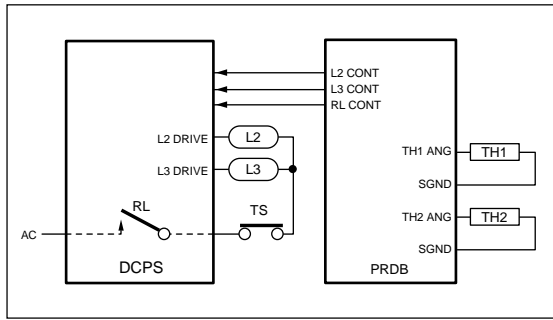 L2 CONT
L3 CONT
RL CONT
L2 DRIVE
L2
L3 DRIVE
L3
TH1 ANG
TH1
SGND
TH2 ANG
TH2
SGND
RL
TS
AC
DCPS
PRDB